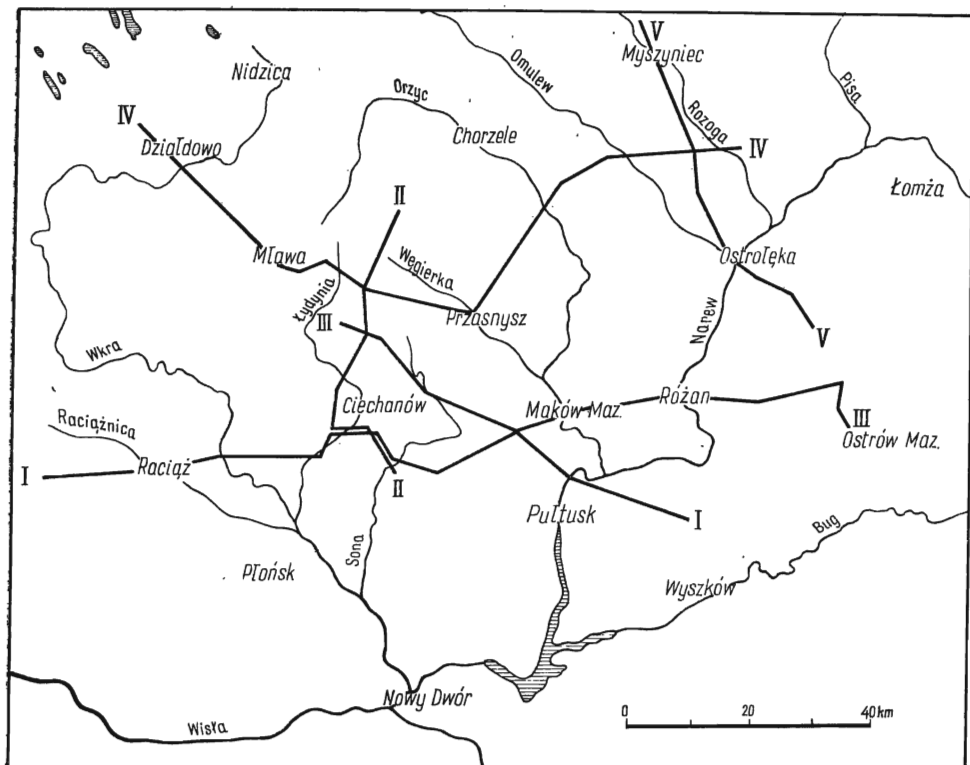 V
Myszyniec
Omulew
Pisa
Nidzica
Orzyc
Rozoga
Chorzele
IV
Działdowo
IV
Łomża
II
Mława
Węgierka
Ostrołęka
Łydynia
III
Przasnysz
Narew
V
Wkra
Ciechanów
Maków Maz.
Różan
Raciążnica
III
Ostrów Maz.
I
Raciąż
II
Pułtusk
I
Bug
Sona
Płońsk
Wyszków
Nowy Dwór
Wisła
0 20 40 km